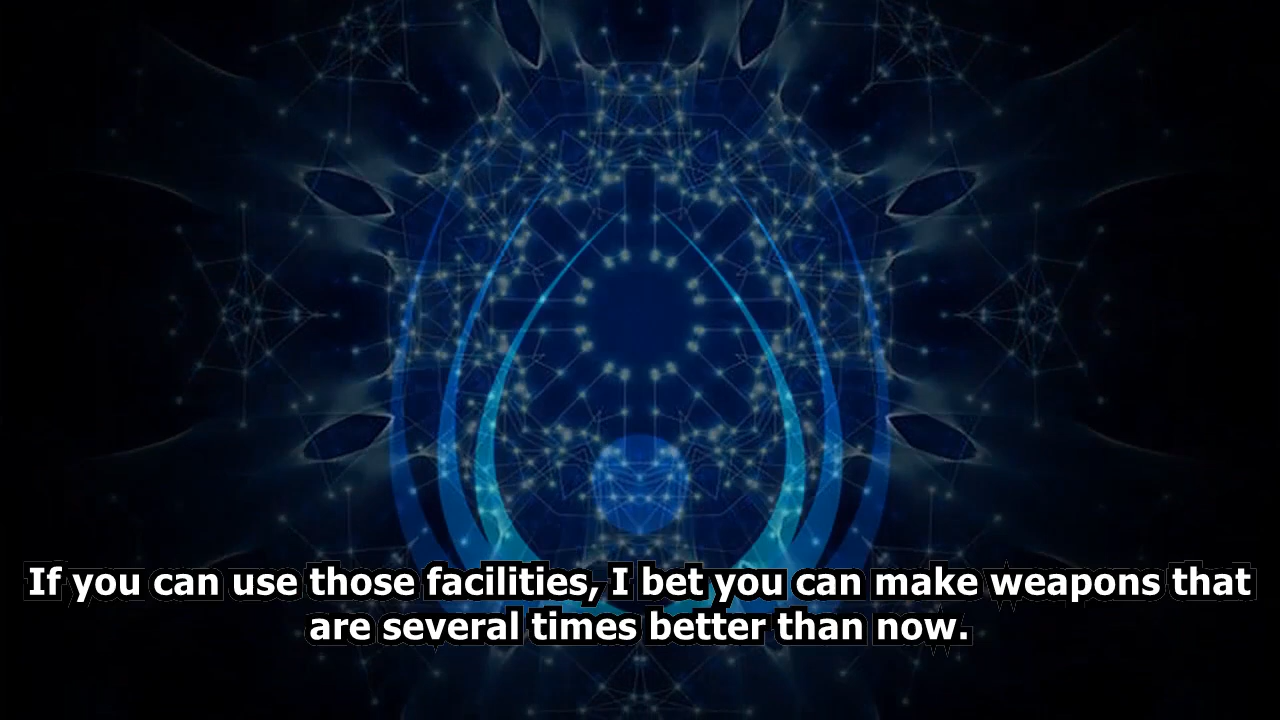 If you can use those facilities, I bet you can make weapons that
are several times better than now.